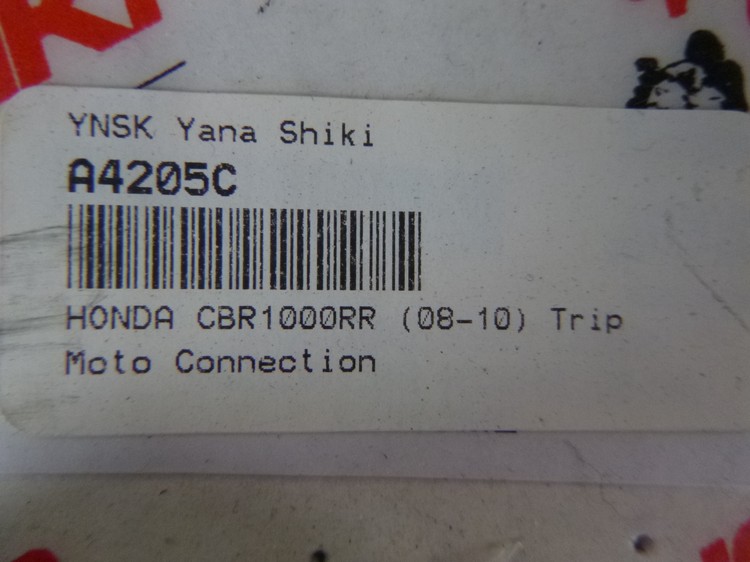 YNSK Yana Shiki
A4205C
HONDA CBR1000RR (08-10) Trip
Moto Connection